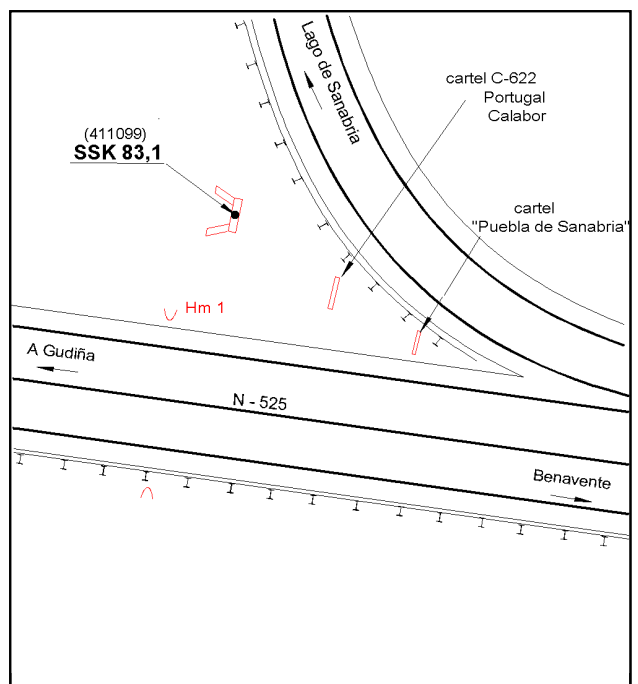 Lago de Sanabria
cartel C-622
Portugal
Calabor
(411099)
SSK 83,1
cartel
"Puebla de Sanabria"
Hm 1
A Gudiña
N - 525
Benavente